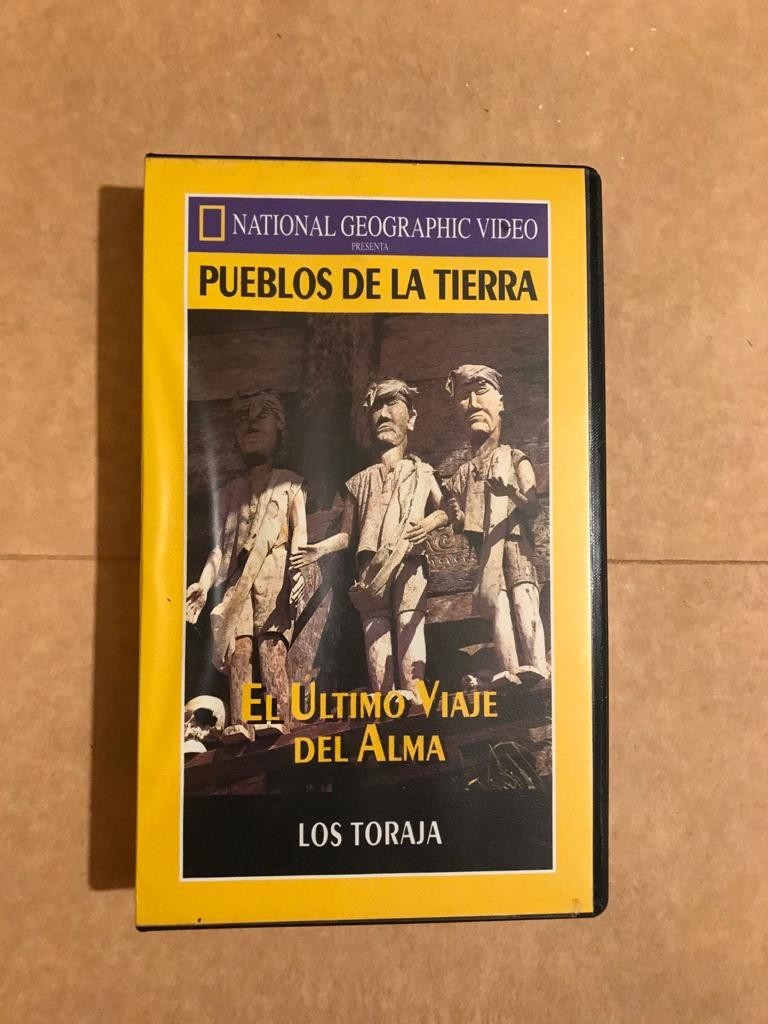 NATIONAL GEOGRAPHIC VIDEO
PRESENTA
PUEBLOS DE LA TIERRA
EL ULTIMO VIAJE
DEL ALMA
LOS TORAJA